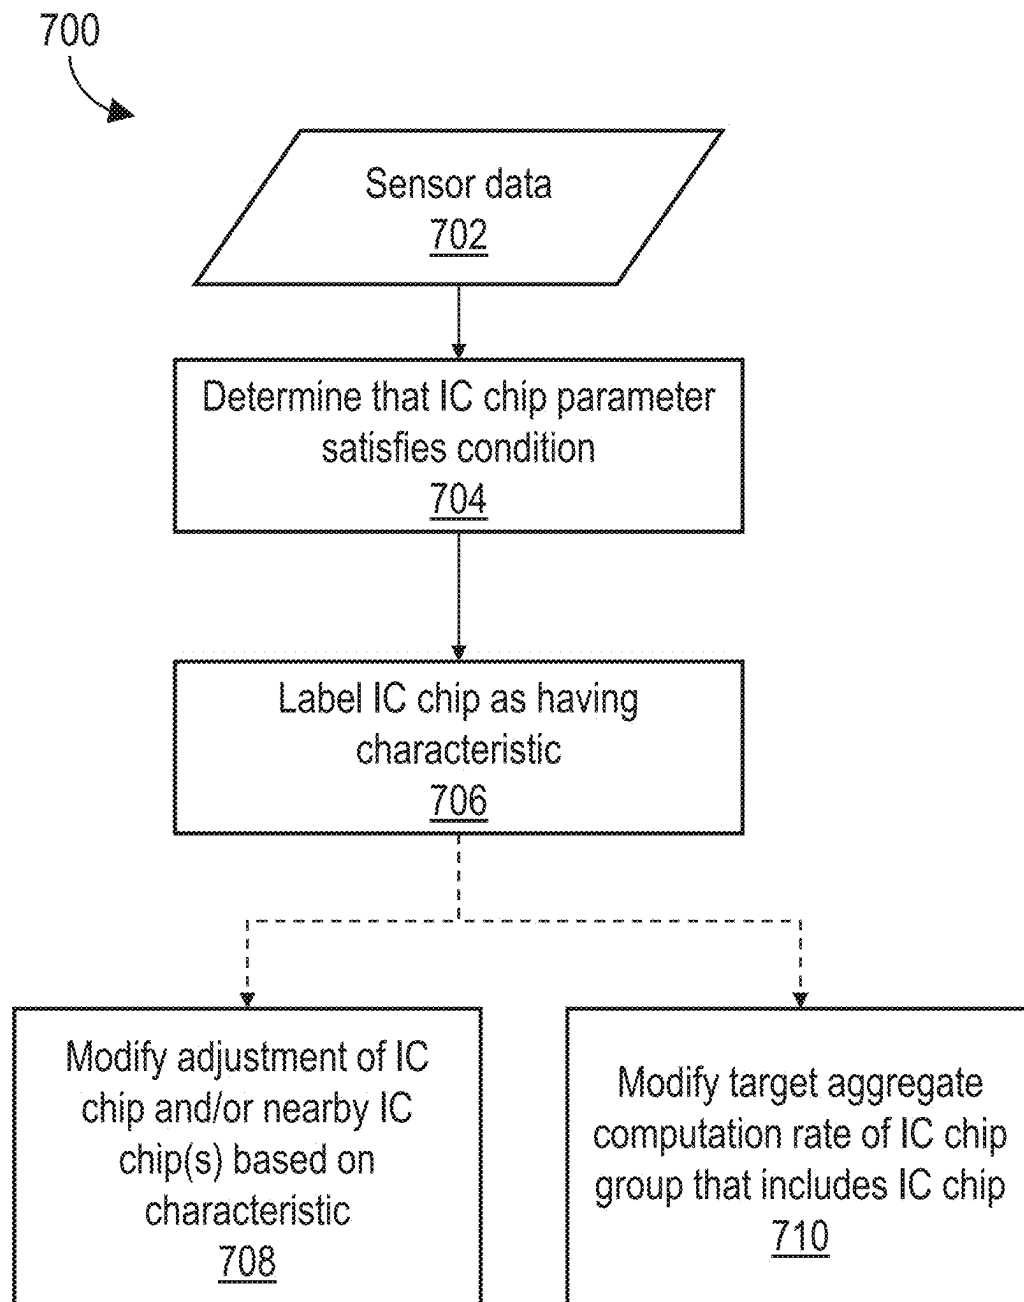 700
Sensor data
702
Determine that IC chip parameter
satisfies condition
704
Label IC chip as having
characteristic
706
Modify adjustment of IC
chip and/or nearby IC
chip(s) based on
characteristic
708
Modify target aggregate
computation rate of IC chip
group that includes IC chip
710